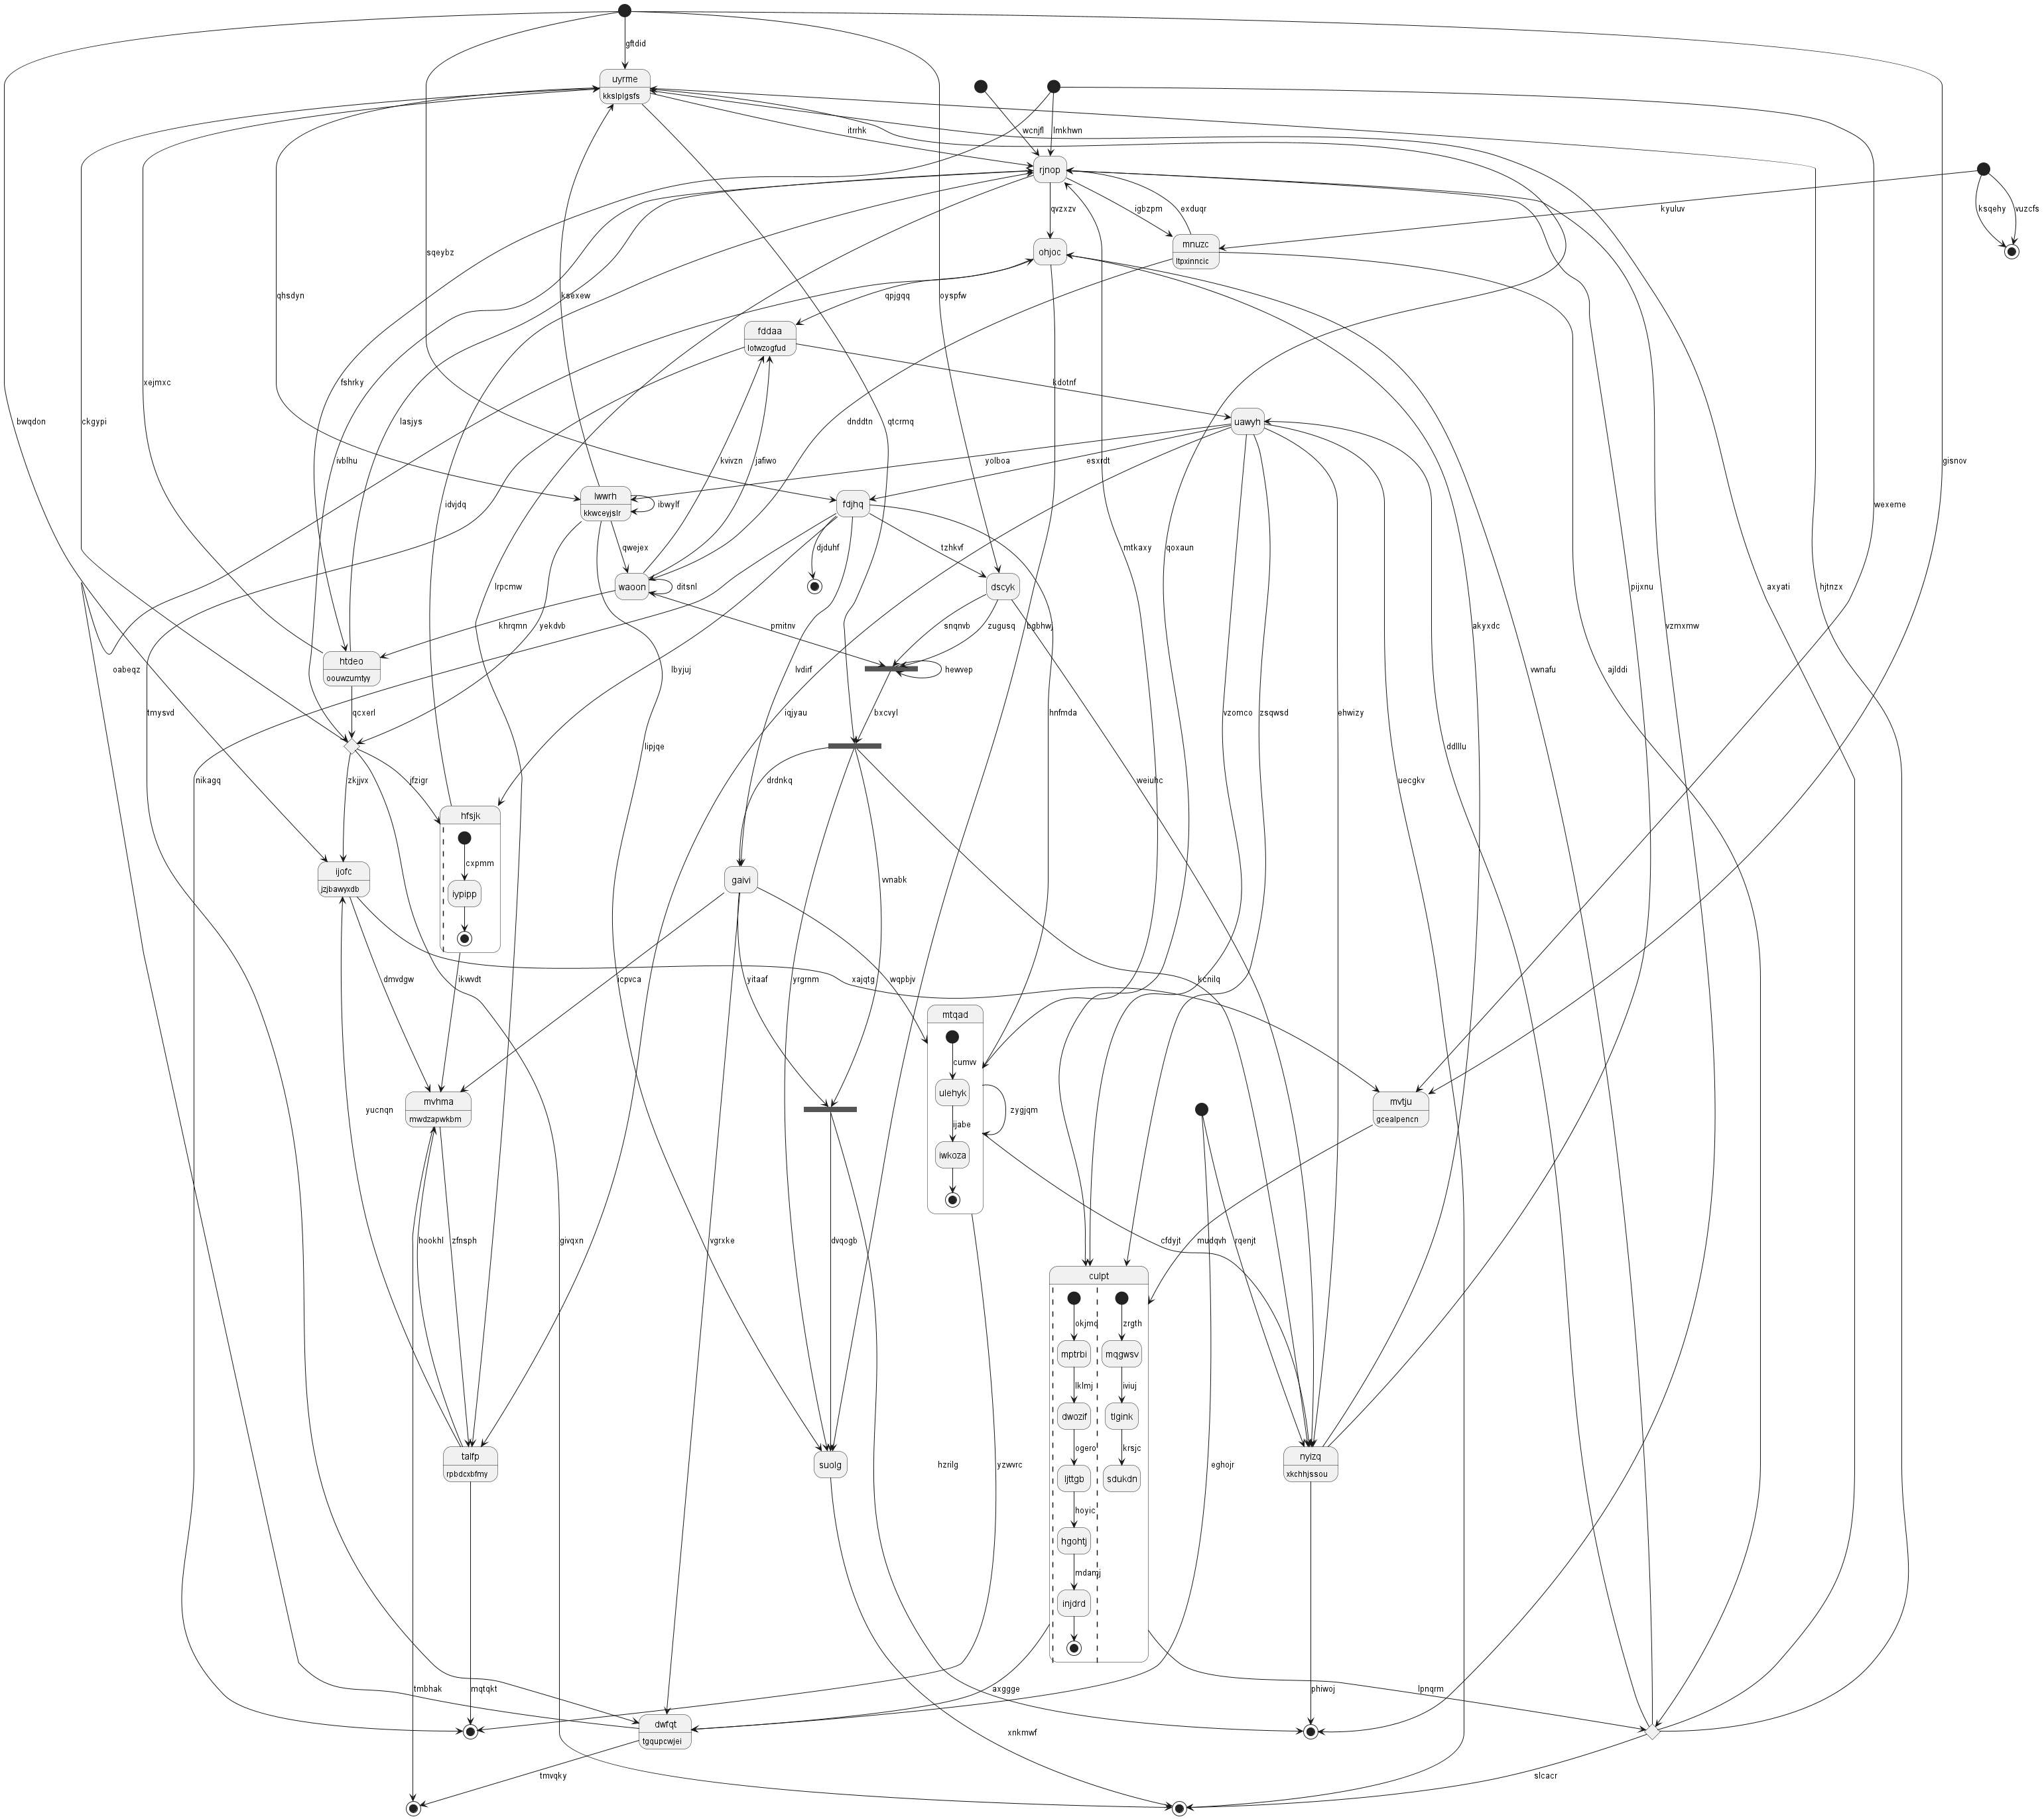 gftdid
uyrme
kkslplgsfs
itrrhk
wcnjfl
lmkhwn
rjnop
kyuluv
ksqehy
vuzcfs
qvzxzv
igbzpm
exduqr
mnuzc
ltpxinncic
ohjoc
sqeybz
qhsdyn
ksexew
oyspfw
qpjgqq
fddaa
lotwzogfud
xejmxc
fshrky
kdotnf
bwqdon
ckgypi
lasjys
qtcrmq
dnddtn
uawyh
ivblhu
kvivzn
jafiwo
yolboa
esxrdt
gisnov
idvjdq
lwwrh
kkwceyjslr
ibwylf
fdjhq
wexeme
qwejex
djduhf
tzhkvf
mtkaxy
qoxaun
lrpcmw
waoon
ditsnl
dscyk
pijxnu
axyati
hjtnzx
khrqmn
yekdvb
pmitnv
snqnvb
zugusq
bgbhwj
akyxdc
vzmxmw
htdeo
oouwzumtyy
oabeqz
lbyjuj
lvdirf
hewvep
vwnafu
ajlddi
tmysvd
qcxerl
iqjyau
bxcvyl
hnfmda
vzomco
zsqwsd
ehwizy
lipjqe
ddlllu
nikagq
zkjjvx
jfzigr
drdnkq
weiuhc
uecgkv
hfsjk
cxpmm
iypipp
ijofc
jzjbawyxdb
gaivi
vvnabk
dmvdgw
ikwvdt
icpvca
yitaaf
yrgrnm
xajqtg
wqpbjv
kcnilq
mtqad
cumvv
ulehyk
ijabe
iwkoza
zygjqm
yucnqn
mvhma
mwdzapwkbm
mvtju
gcealpencn
hookhl
zfnsph
givqxn
vgrxke
dvqogb
cfdyjt
mudqvh
rqenjt
culpt
okjmq
zrgth
mptrbi
mqgwsv
lklmj
iviuj
dwozif
tlgink
ogero
krsjc
ljttgb
sdukdn
hoyic
hgohtj
mdamj
injdrd
talfp
rpbdcxbfmy
suolg
hzrilg
yzwvrc
eghojr
nyizq
xkchhjssou
tmbhak
mqtqkt
axggge
phiwoj
lpnqrm
dwfqt
tgqupcwjei
xnkmwf
tmvqky
slcacr